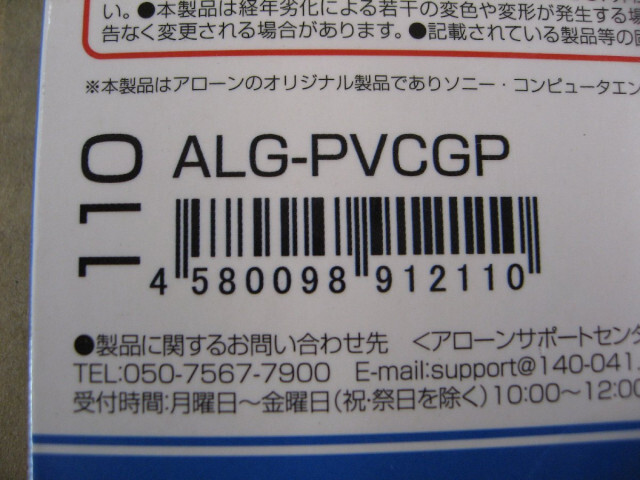 い。●本製品は経年劣化による若干の変色や変形が発生する場
告なく変更される場合があります。●記載されている製品等の
※本製品はアローンのオリジナル製品でありソニー・コンピュータエン
110
ALG-PVCGP
4 580098 912110
●製品に関するお問い合わせ先 <アローンサポートセンタ
TEL:050-7567-7900 E-mail:support@140-041.
受付時間:月曜日～金曜日(祝・祭日を除く)10:00～12:00